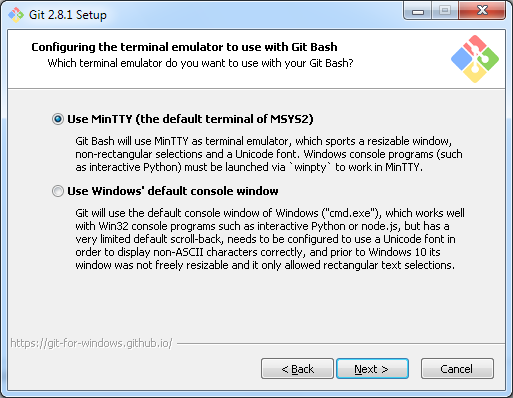 Git 2.8.1 Setup
Configuring the terminal emulator to use with Git Bash
Which terminal emulator do you want to use with your Git Bash?
Use MinTTY (the default terminal of MSYS2)
Git Bash will use MinTTY as terminal emulator, which sports a resizable window,
non-rectangular selections and a Unicode font. Windows console programs (such
as interactive Python) must be launched via `winpty` to work in MinTTY.
Use Windows' default console window
Git will use the default console window of Windows ("cmd.exe"), which works well
with Win32 console programs such as interactive Python or node.js, but has a
very limited default scroll-back, needs to be configured to use a Unicode font in
order to display non-ASCII characters correctly, and prior to Windows 10 its
window was not freely resizable and it only allowed rectangular text selections.
https://git-for-windows.github.io/
< Back
Next >
Cancel